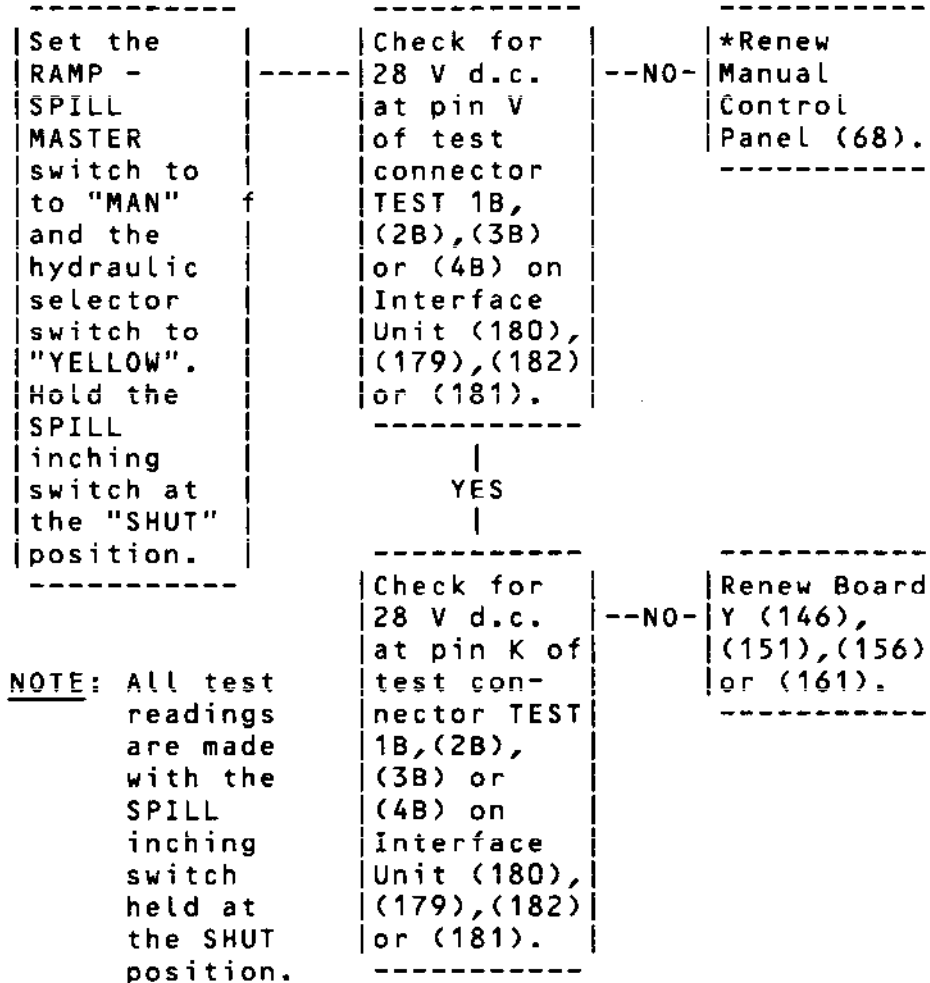 Set the
RAMP -
SPILL
MASTER
switch to
to "MAN"
and the
hydraulic
selector
switch to
"YELLOW".
Hold the
SPILL
inching
switch at
the "SHUT"
position.
f
Check for
28 V d.c.
at pin V
of test
connector
TEST 1B,
(2B),(3B)
or (4B) on
Interface
Unit (180),
(179),(182)
or (181).
--NO-
*Renew
Manual
Control
Panel (68).
YES
Check for
28 V d.c.
at pin K of
test con-
nector TEST
1B,(2B),
(3B) or
(4B) on
Interface
Unit (180),
(179),(182)
or (181).
--NO-
Renew Board
Y (146),
(151),(156)
or (161).
NOTE: All test
readings
are made
with the
SPILL
inching
switch
held at
the SHUT
position.